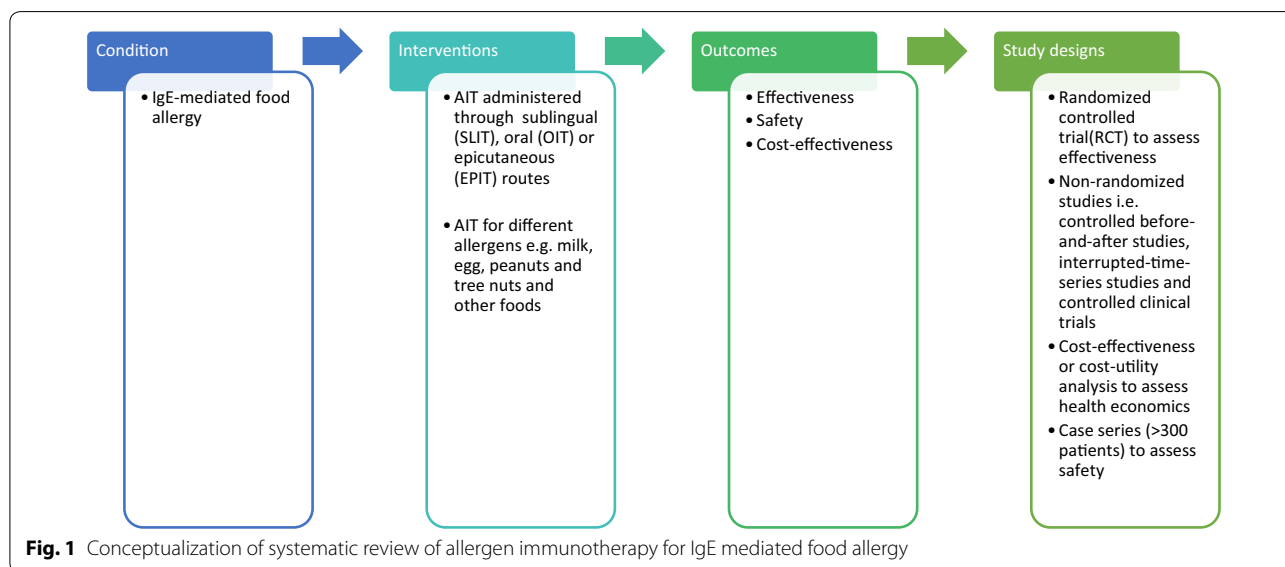 Condition
• IgE-mediated food
allergy
Interventions
• AIT administered
through sublingual
(SLIT), oral (OIT) or
epicutaneous
(EPIT) routes
• AIT for different
allergens e.g. milk,
egg, peanuts and
tree nuts and
other foods
Outcomes
• Effectiveness
• Safety
• Cost-effectiveness
Study designs
• Randomized
controlled
trial(RCT) to assess
effectiveness
• Non-randomized
studies i.e.
controlled before-
and-after studies,
interrupted-time-
series studies and
controlled clinical
trials
• Cost-effectiveness
or cost-utility
analysis to assess
health economics
• Case series (>300
patients) to assess
safety
Fig. 1 Conceptualization of systematic review of allergen immunotherapy for IgE mediated food allergy